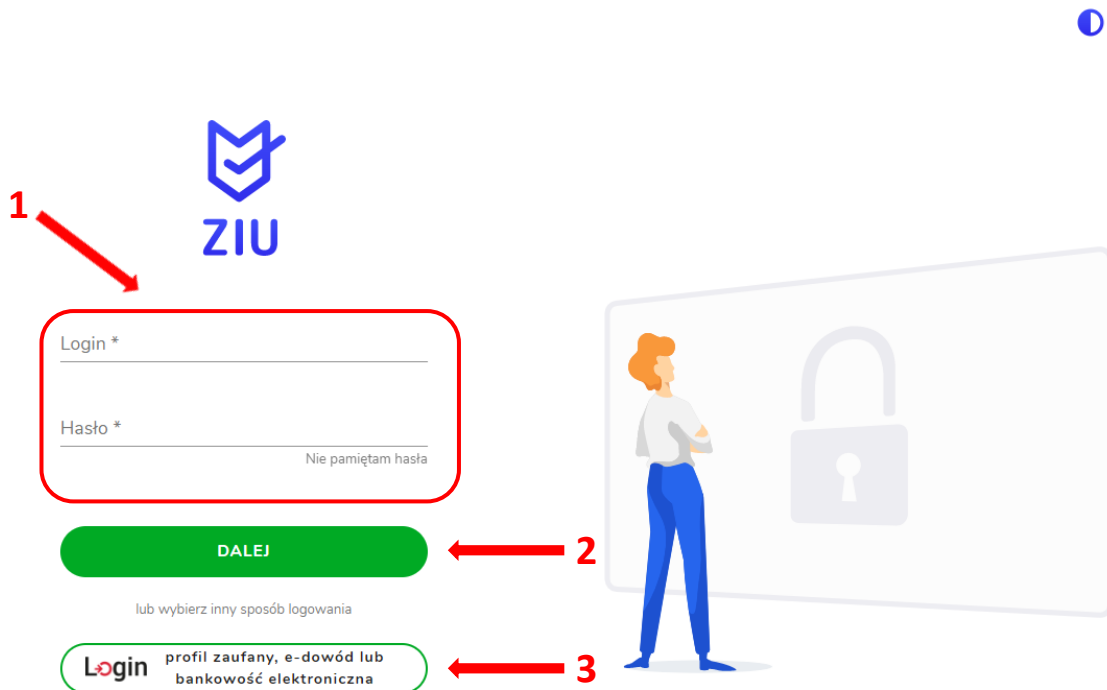 1
ZIU
Login *
Hasło *
Nie pamiętam hasła
DALEJ
2
lub wybierz inny sposób logowania
Login profil zaufany, e-dowód lub
bankowość elektroniczna
3